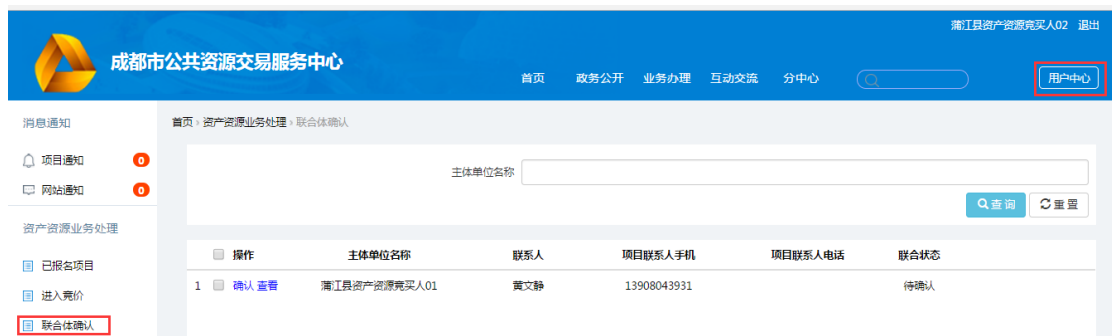 蒲江县资产资源竞买人02 退出
成都市公共资源交易服务中心
首页 政务公开 业务办理 互动交流 分中心 用户中心
消息通知
首页 › 资产资源业务处理 › 联合体确认
项目通知 0
主体单位名称
网站通知 0
查询 重置
资产资源业务处理
操作 主体单位名称 联系人 项目联系人手机 项目联系人电话 联合状态
已报名项目
1 确认 查看 蒲江县资产资源竞买人01 黄文静 13908043931 待确认
进入竞价
联合体确认